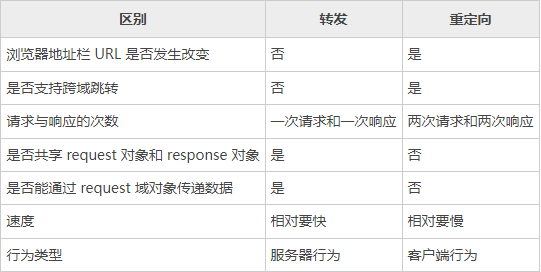 区别 转发 重定向
浏览器地址栏 URL 是否发生改变 否 是
是否支持跨域跳转 否 是
请求与响应的次数 一次请求和一次响应 两次请求和两次响应
是否共享 request 对象和 response 对象 是 否
是否能通过 request 域对象传递数据 是 否
速度 相对要快 相对要慢
行为类型 服务器行为 客户端行为